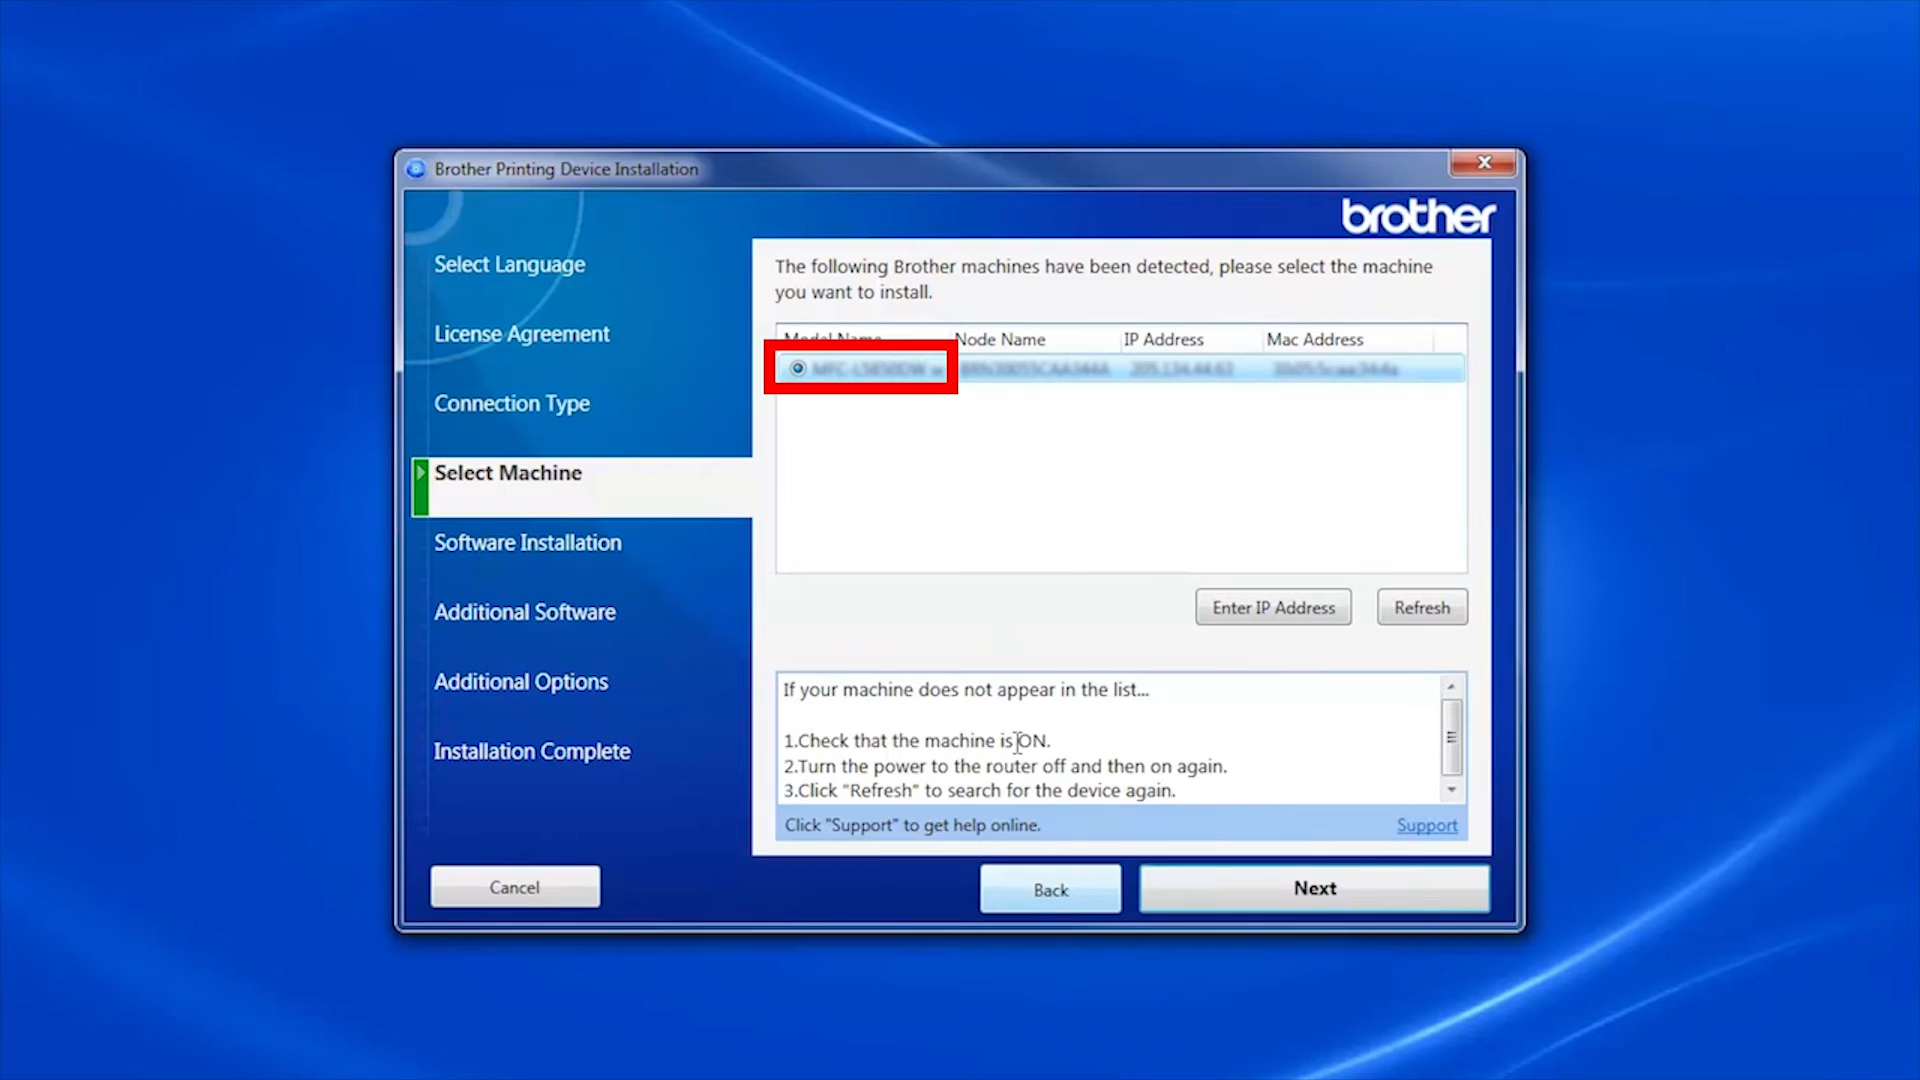 Brother Printing Device Installation
brother
Select Language
License Agreement
Connection Type
Select Machine
Software Installation
Additional Software
Additional Options
Installation Complete
The following Brother machines have been detected, please select the machine
you want to install.
Model Name Node Name IP Address Mac Address
Enter IP Address Refresh
If your machine does not appear in the list...
1.Check that the machine is ON.
2.Turn the power to the router off and then on again.
3.Click "Refresh" to search for the device again.
Click "Support" to get help online. Support
Cancel Back Next